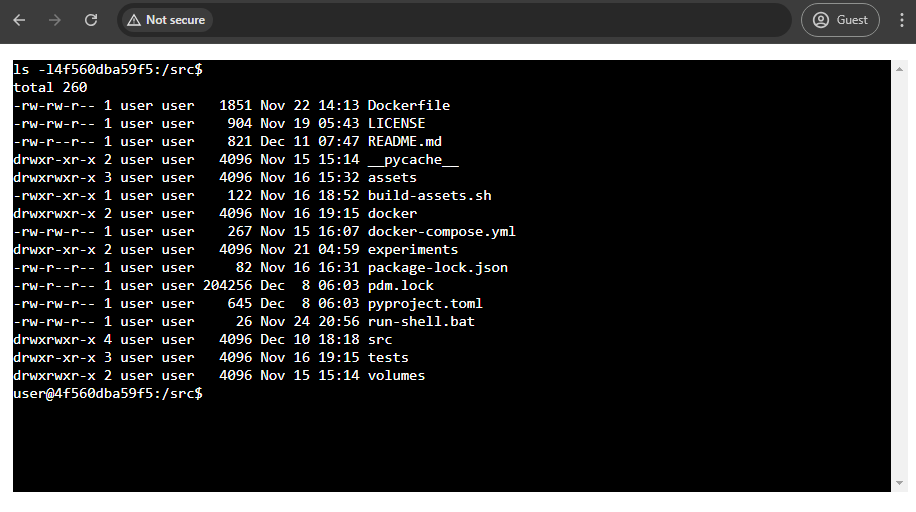 Not secure
Guest
ls -l4f560dba59f5:/src$
total 260
-rw-rw-r-- 1 user user   1851 Nov 22 14:13 Dockerfile
-rw-rw-r-- 1 user user    904 Nov 19 05:43 LICENSE
-rw-r--r-- 1 user user    821 Dec 11 07:47 README.md
drwxr-xr-x 2 user user   4096 Nov 15 15:14 __pycache__
drwxrwxr-x 3 user user   4096 Nov 16 15:32 assets
-rwxr-xr-x 1 user user    122 Nov 16 18:52 build-assets.sh
drwxrwxr-x 2 user user   4096 Nov 16 19:15 docker
-rw-rw-r-- 1 user user    267 Nov 15 16:07 docker-compose.yml
drwxr-xr-x 2 user user   4096 Nov 21 04:59 experiments
-rw-r--r-- 1 user user     82 Nov 16 16:31 package-lock.json
-rw-r--r-- 1 user user 204256 Dec  8 06:03 pdm.lock
-rw-rw-r-- 1 user user    645 Dec  8 06:03 pyproject.toml
-rw-rw-r-- 1 user user     26 Nov 24 20:56 run-shell.bat
drwxrwxr-x 4 user user   4096 Dec 10 18:18 src
drwxr-xr-x 3 user user   4096 Nov 16 19:15 tests
drwxrwxr-x 2 user user   4096 Nov 15 15:14 volumes
user@4f560dba59f5:/src$